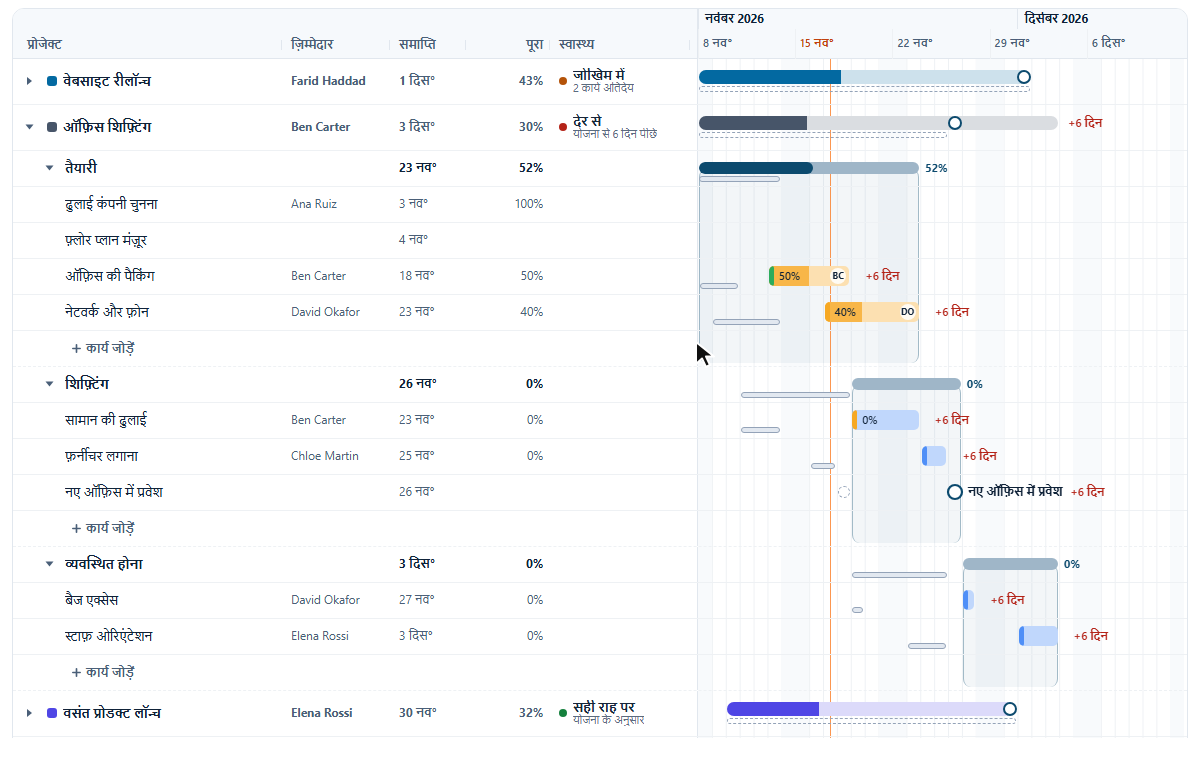 नवंबर 2026 दिसंबर 2026
प्रोजेक्ट ज़िम्मेदार समाप्ति पूरा स्वास्थ्य 8 नव° 15 नव° 22 नव° 29 नव° 6 दिस°
वेबसाइट रीलॉन्च Farid Haddad 1 दिस° 43% जोखिम में
2 कार्य अतिदेय
ऑफ़िस शिफ़्टिंग Ben Carter 3 दिस° 30% देर से +6 दिन
योजना से 6 दिन पीछे
तैयारी 23 नव° 52% 52%
ढुलाई कंपनी चुनना Ana Ruiz 3 नव° 100%
फ़्लोर प्लान मंज़ूर 4 नव°
ऑफ़िस की पैकिंग Ben Carter 18 नव° 50% 50% BC +6 दिन
नेटवर्क और फ़ोन David Okafor 23 नव° 40% 40% DO +6 दिन
+ कार्य जोड़ें
शिफ़्टिंग 26 नव° 0% 0%
सामान की ढुलाई Ben Carter 23 नव° 0% 0% +6 दिन
फ़र्नीचर लगाना Chloe Martin 25 नव° 0% +6 दिन
नए ऑफ़िस में प्रवेश 26 नव° नए ऑफ़िस में प्रवेश +6 दिन
+ कार्य जोड़ें
व्यवस्थित होना 3 दिस° 0% 0%
बैज एक्सेस David Okafor 27 नव° 0% +6 दिन
स्टाफ़ ओरिएंटेशन Elena Rossi 3 दिस° 0% +6 दिन
+ कार्य जोड़ें
वसंत प्रोडक्ट लॉन्च Elena Rossi 30 नव° 32% सही राह पर
योजना के अनुसार